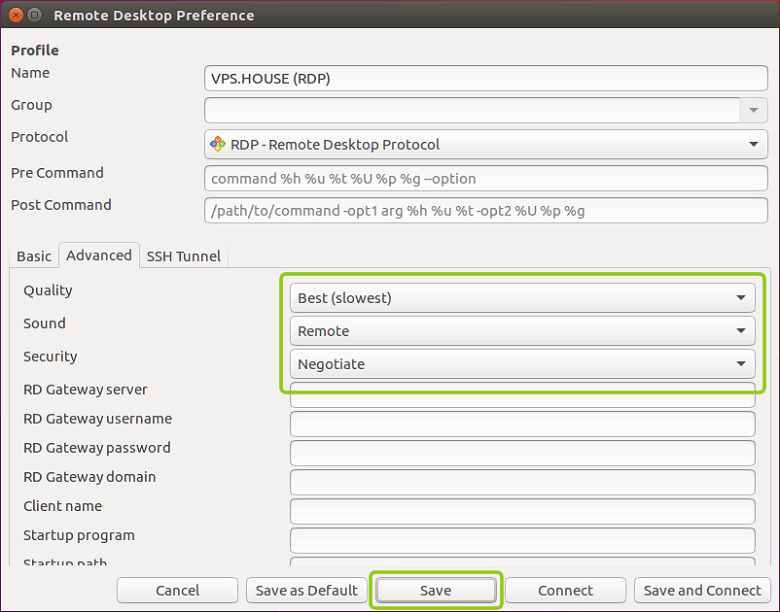 Remote Desktop Preference
Profile
Name VPS.HOUSE (RDP)
Group
Protocol RDP - Remote Desktop Protocol
Pre Command command %h %u %t %U %p %g --option
Post Command /path/to/command -opt1 arg %h %u %t -opt2 %U %p %g
Basic Advanced SSH Tunnel
Quality Best (slowest)
Sound Remote
Security Negotiate
RD Gateway server
RD Gateway username
RD Gateway password
RD Gateway domain
Client name
Startup program
Startup path
Cancel Save as Default Save Connect Save and Connect